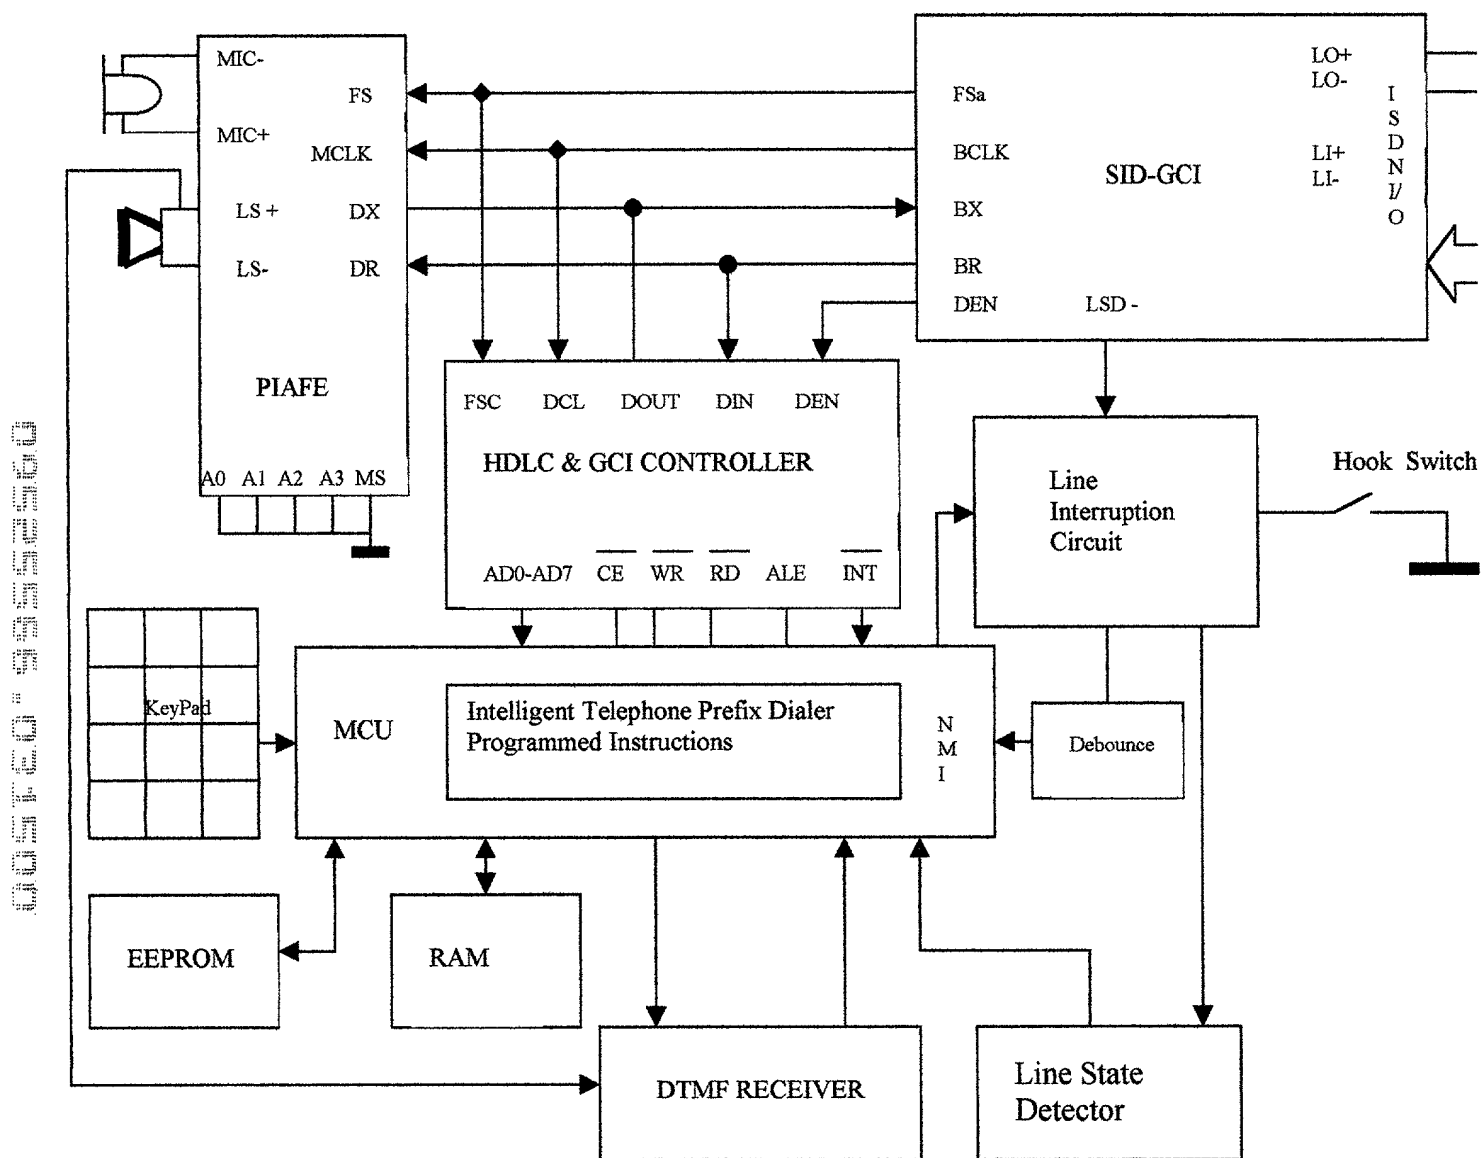 MIC-
LO+
LO-
FS
FSa
I
S
D
N
I/
O
MIC+
MCLK
BCLK
SID-GCI
LI+
LI-
LS +
DX
BX
LS-
DR
BR
DEN
LSD -
PIAFE
FSC DCL DOUT DIN DEN
HDLC & GCI CONTROLLER
Hook Switch
A0 A1 A2 A3 MS
Line
Interruption
Circuit
AD0-AD7 CE WR RD ALE INT
KeyPad
MCU
Intelligent Telephone Prefix Dialer
Programmed Instructions
N
M
I
Debounce
EEPROM
RAM
DTMF RECEIVER
Line State
Detector